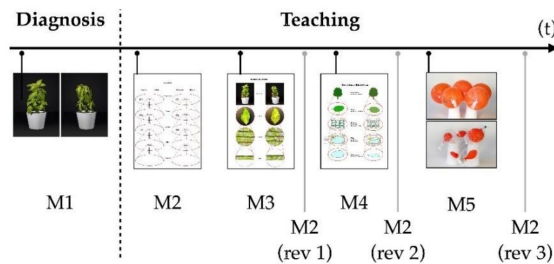 Diagnosis Teaching
(t)
M1 M2 M3 M4 M5
M2 M2 M2
(rev 1) (rev 2) (rev 3)